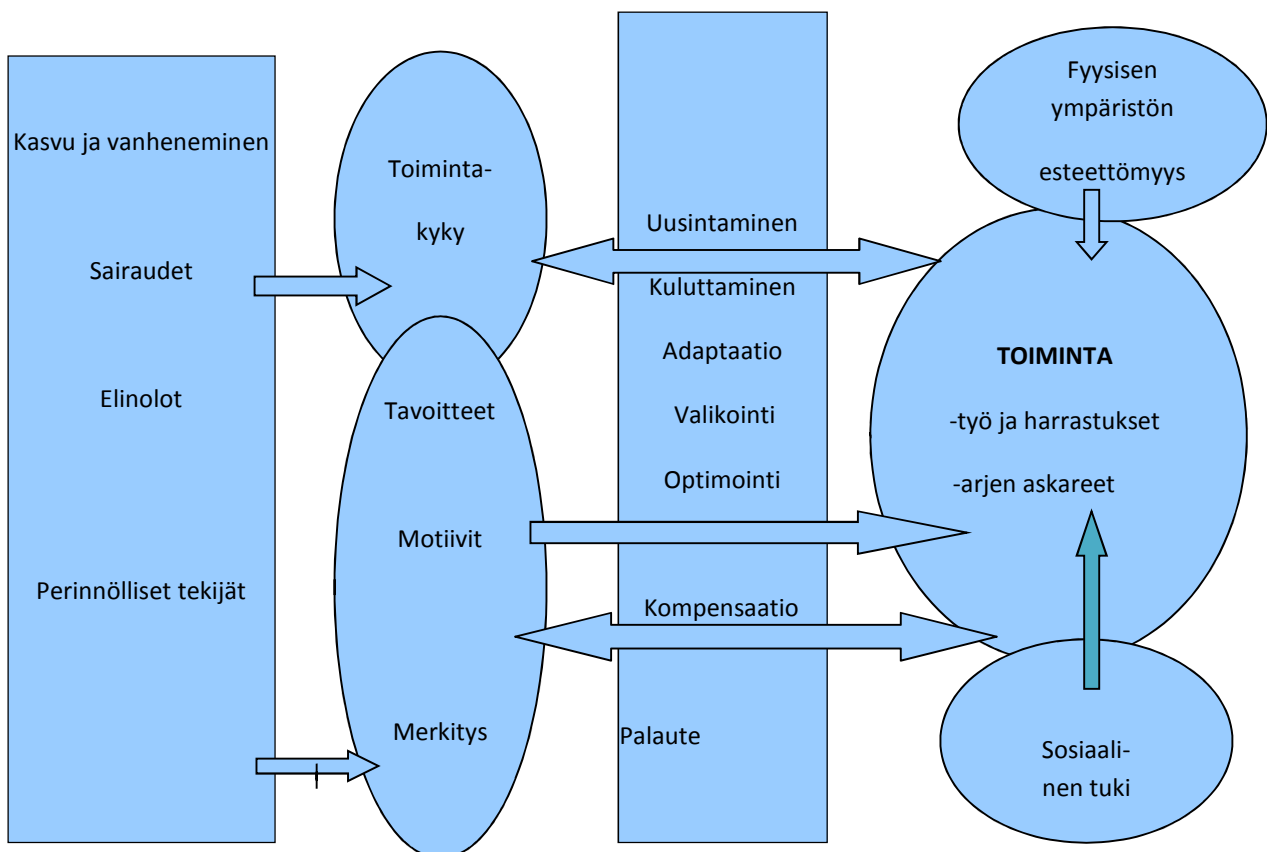 Kasvu ja vanheneminen
Sairaudet
Elinolot
Perinnölliset tekijät
Toiminta-
kyky
Tavoitteet
Motiivit
Merkitys
Uusintaminen
Kuluttaminen
Adaptaatio
Valikointi
Optimointi
Kompensaatio
Palaute
Fyysisen
ympäristön
esteettömyys
TOIMINTA
-työ ja harrastukset
-arjen askareet
Sosiaali-
nen tuki